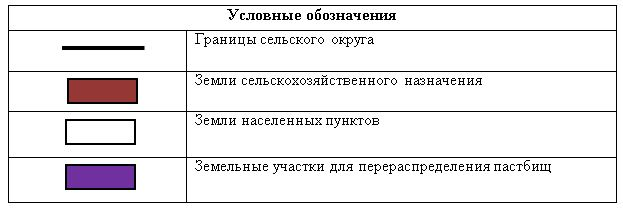 Условные обозначения
Границы сельского округа
Земли сельскохозяйственного назначения
Земли населенных пунктов
Земельные участки для перераспределения пастбищ